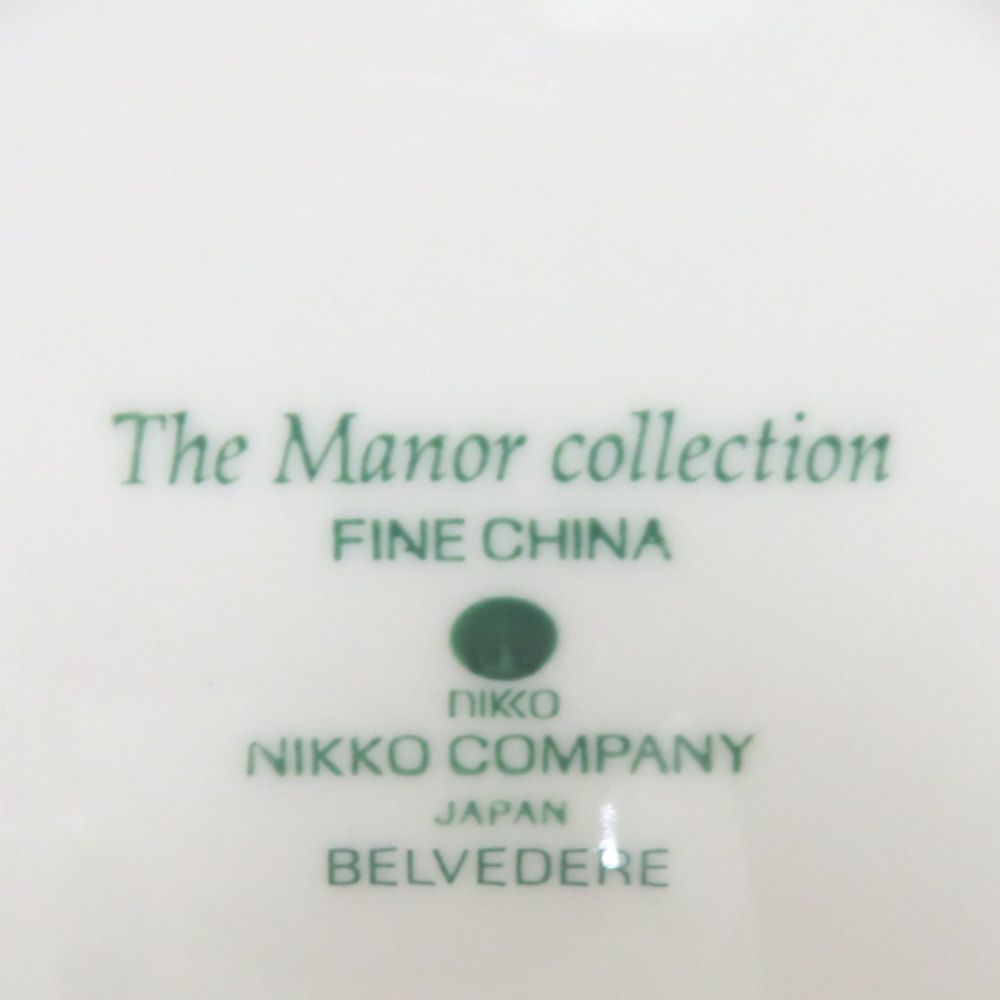 The Manor collection
FINE CHINA
nikko
NIKKO COMPANY
JAPAN
BELVEDERE